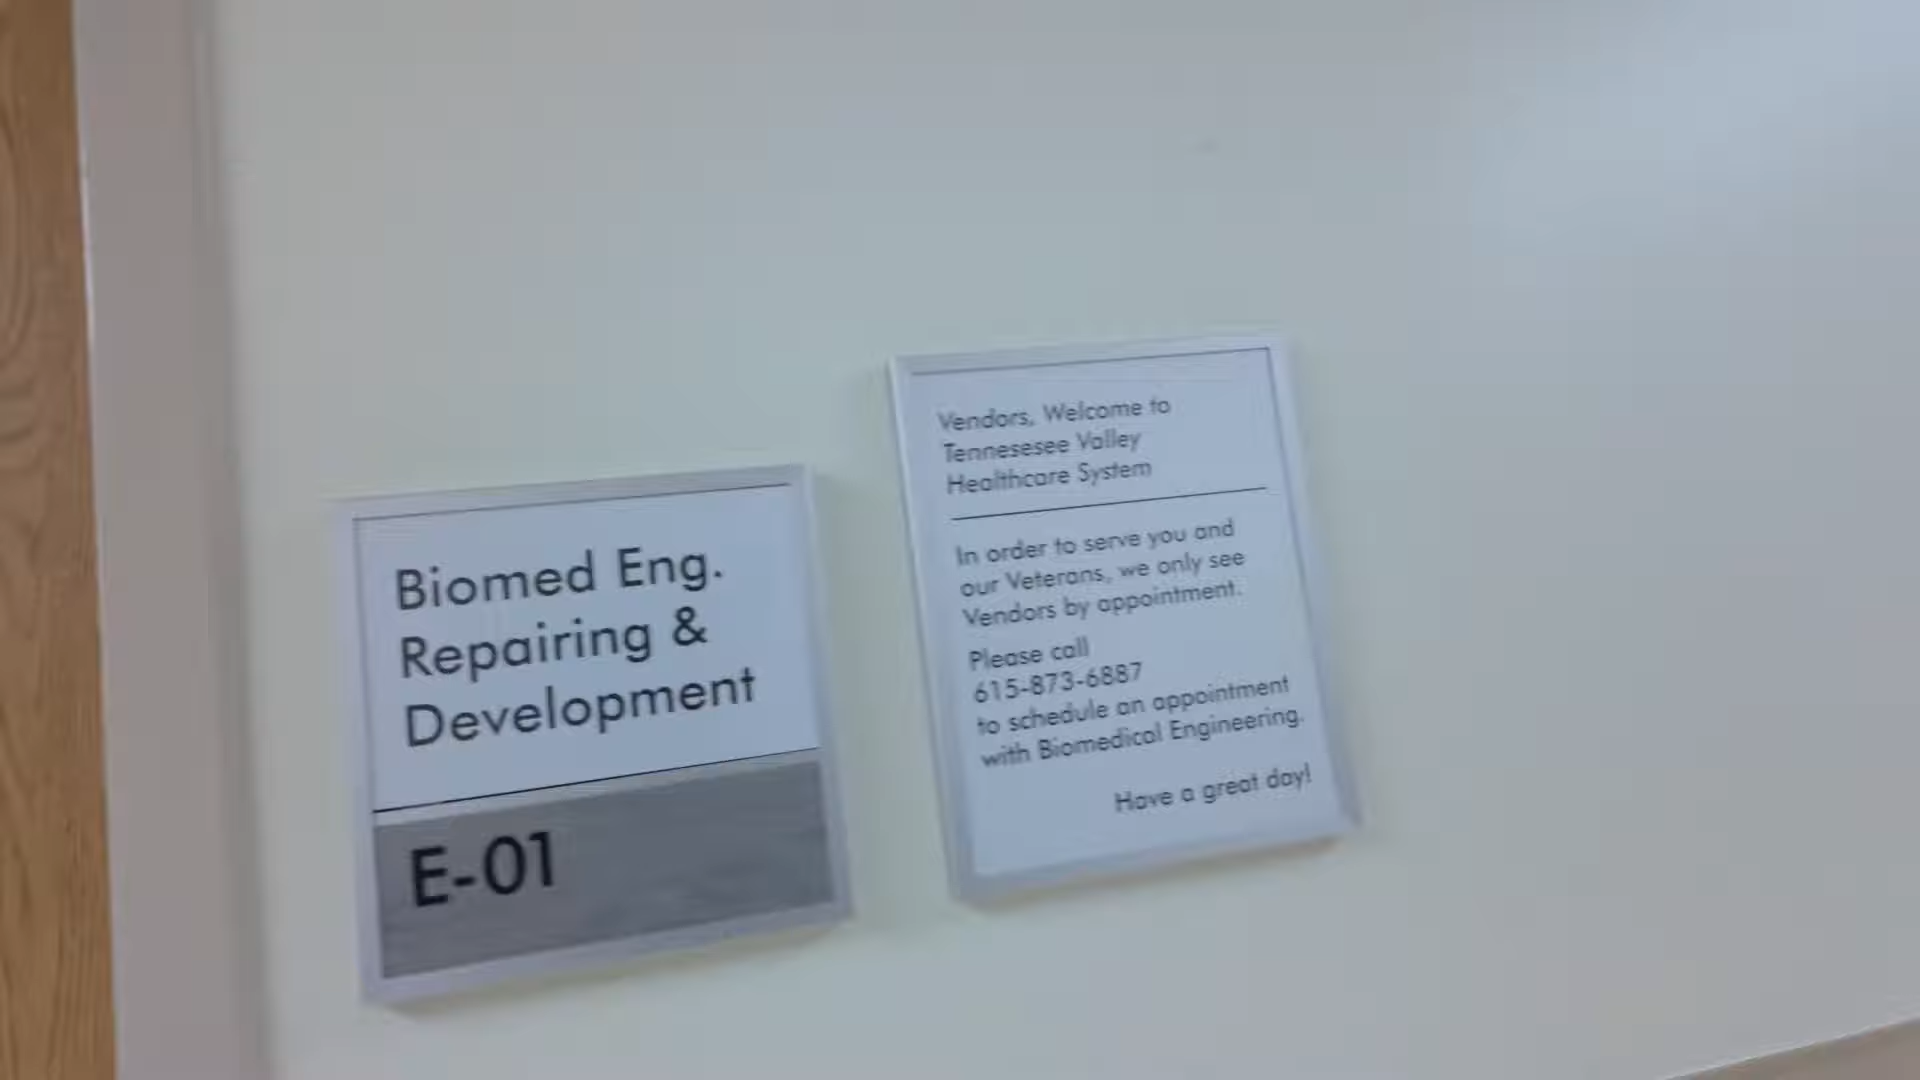 Biomed Eng.
Repairing &
Development
E-01
Vendors, Welcome to
Tennesesee Valley
Healthcare System
In order to serve you and
our Veterans, we only see
Vendors by appointment.
Please call
615-873-6887
to schedule an appointment
with Biomedical Engineering.
Have a great day!